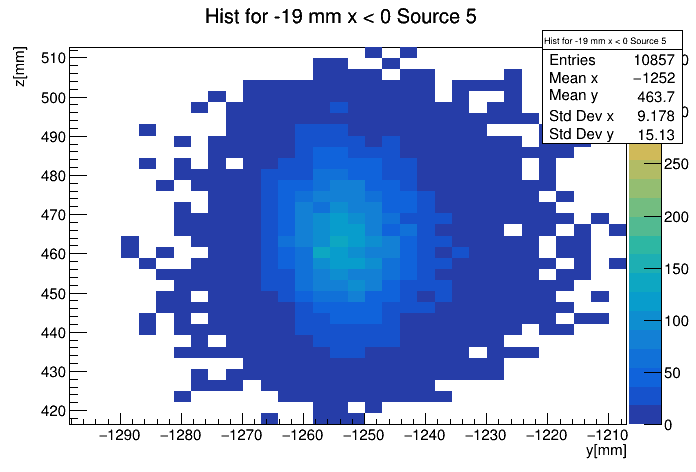 Hist for -19 mm x < 0 Source 5
Hist for -19 mm x < 0 Source 5
Entries 10857
Mean x −1252
Mean y 463.7
Std Dev x 9.178
Std Dev y 15.13
z[mm]
510
500
490
480
470
460
450
440
430
420
−1290 −1280 −1270 −1260 −1250 −1240 −1230 −1220 −1210
y[mm]
250
200
150
100
50
0